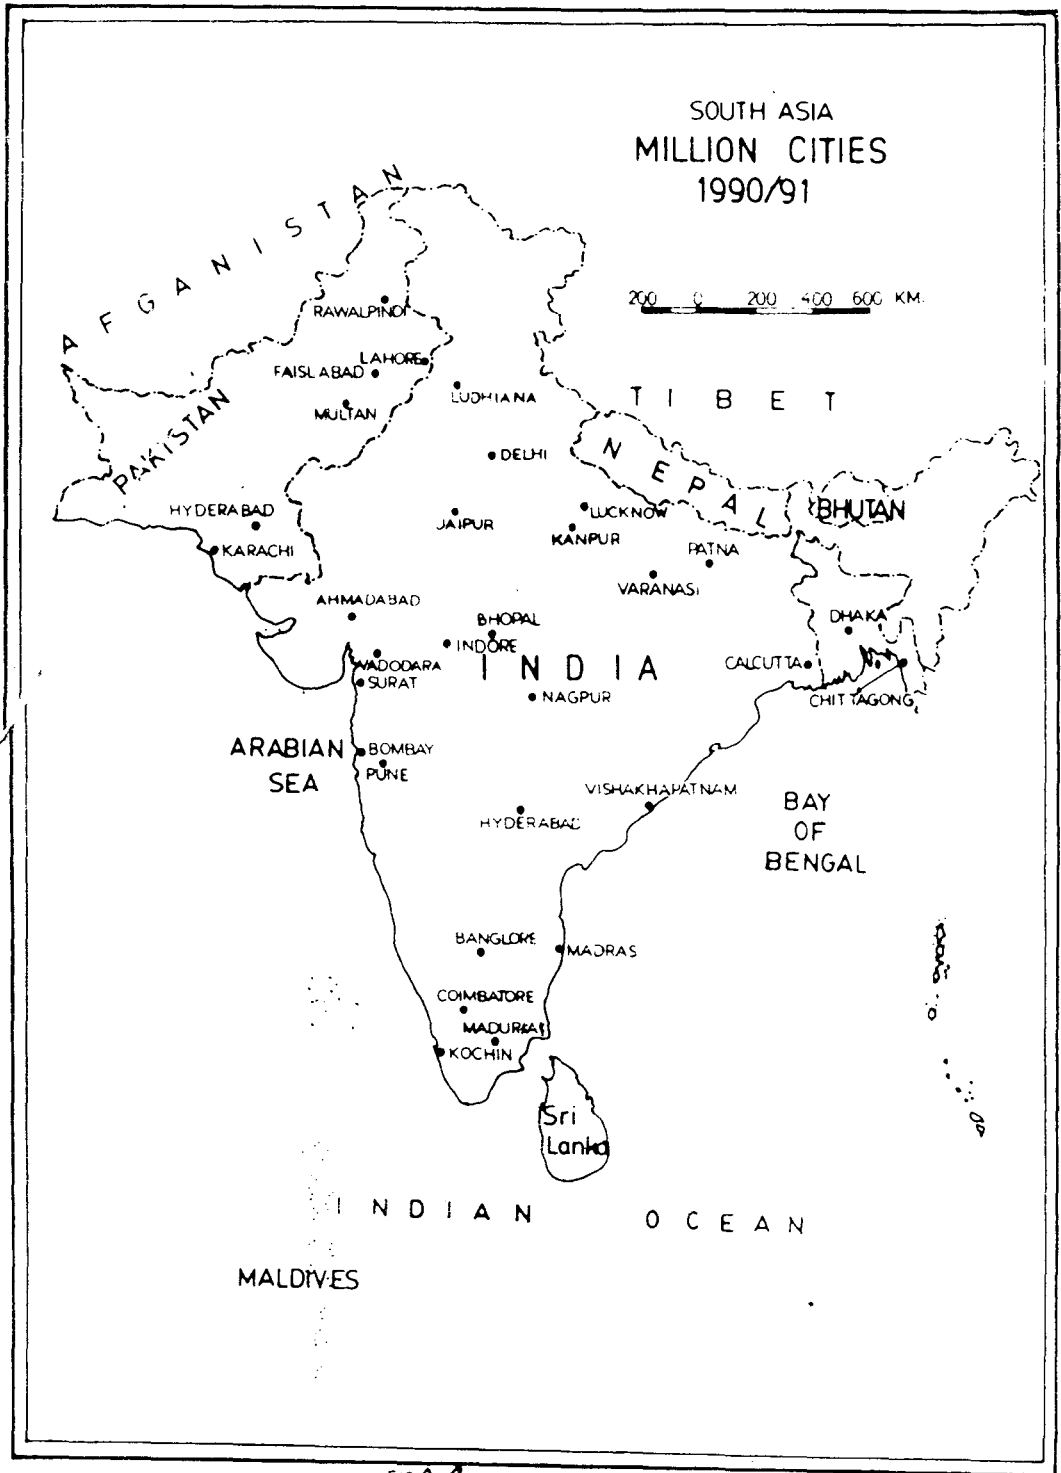 SOUTH ASIA
MILLION CITIES
1990/91
AFGANISTAN
200 0 200 400 600 KM.
RAWALPINDI
LAHORE
FAISLABAD
LUDHIANA
MULTAN
PAKISTAN
TIBET
NEPAL
DELHI
HYDERABAD
JAIPUR
LUCKNOW
BHUTAN
KANPUR
KARACHI
PATNA
VARANASI
AHMADABAD
BHOPAL
DHAKA
INDORE
VADODARA
INDIA
CALCUTTA
SURAT
NAGPUR
CHITTAGONG
ARABIAN
SEA
BOMBAY
PUNE
VISHAKHAPATNAM
BAY
OF
BENGAL
HYDERABAD
BANGLORE
MADRAS
COIMBATORE
MADURAI
KOCHIN
Sri
Lanka
INDIAN OCEAN
MALDIVES